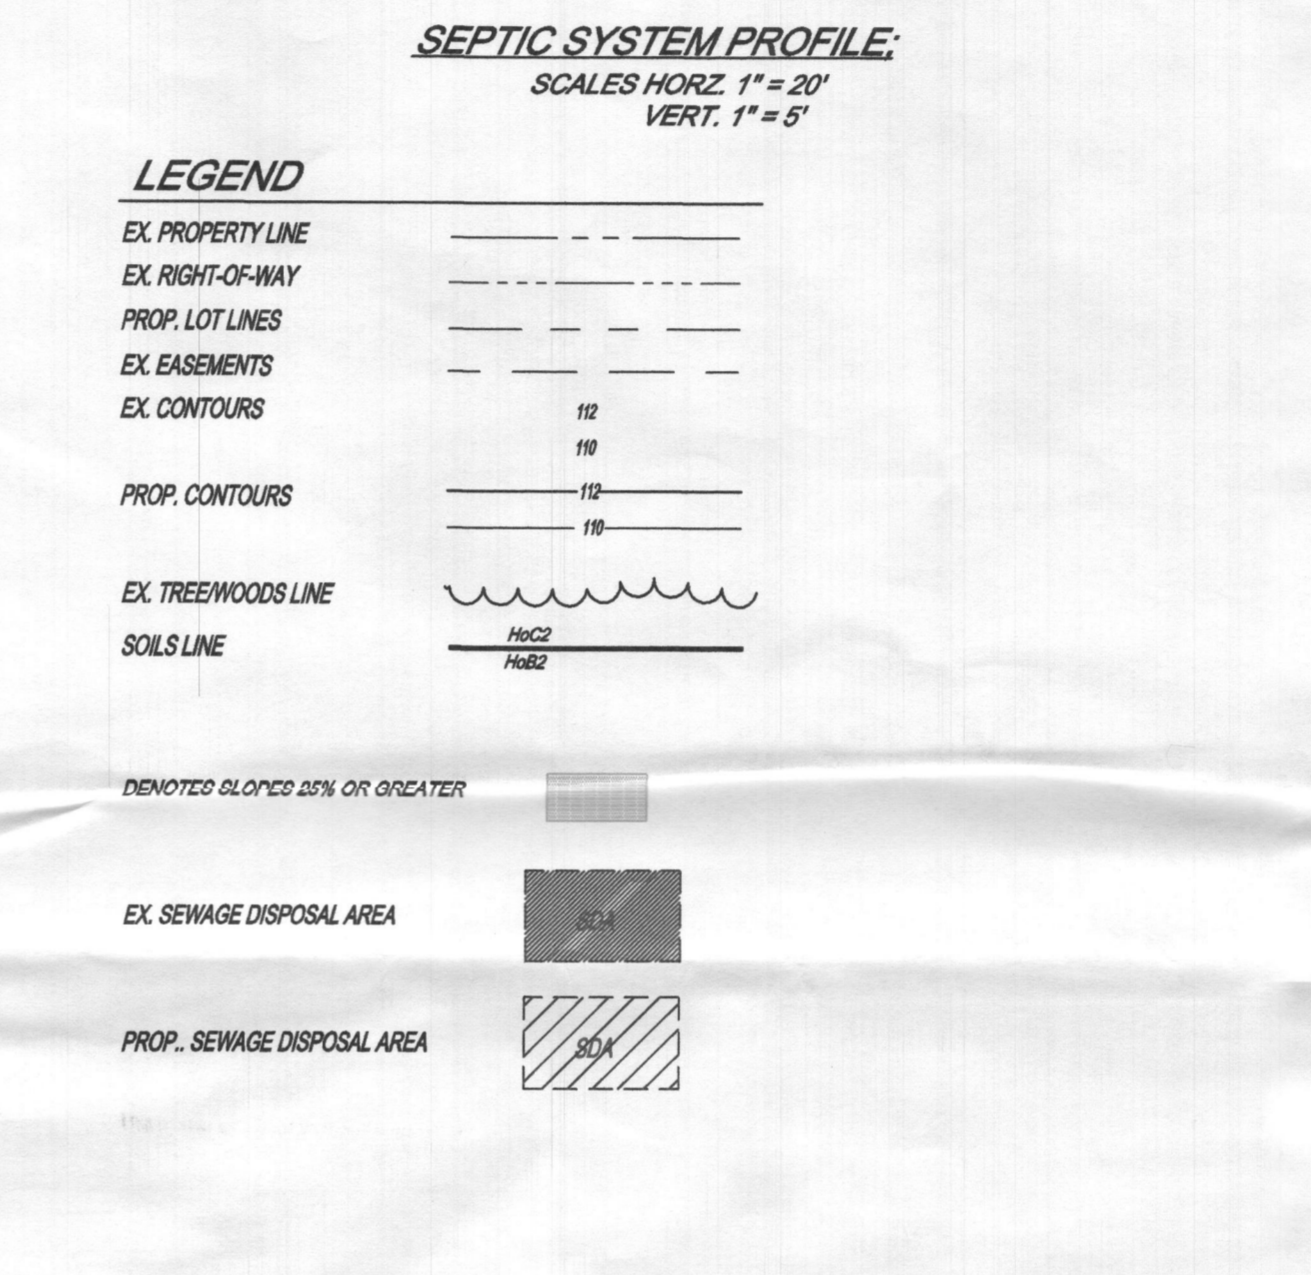 SEPTIC SYSTEM PROFILE;
SCALES HORZ. 1" = 20'
VERT. 1" = 5'
LEGEND
EX. PROPERTY LINE
EX. RIGHT-OF-WAY
PROP. LOT LINES
EX. EASEMENTS
EX. CONTOURS
112
110
PROP. CONTOURS
112
110
EX. TREE/WOODS LINE
SOILS LINE
HoC2
HoB2
DENOTES SLOPES 25% OR GREATER
EX. SEWAGE DISPOSAL AREA
SDA
PROP.. SEWAGE DISPOSAL AREA
SDA